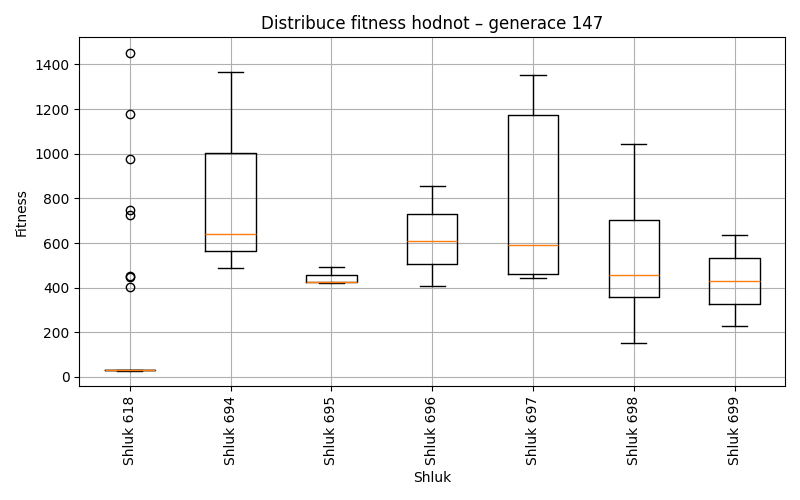 Distribuce fitness hodnot – generace 147
Fitness
1400
1200
1000
800
600
400
200
0
Shluk 618
Shluk 694
Shluk 695
Shluk 696
Shluk 697
Shluk 698
Shluk 699
Shluk